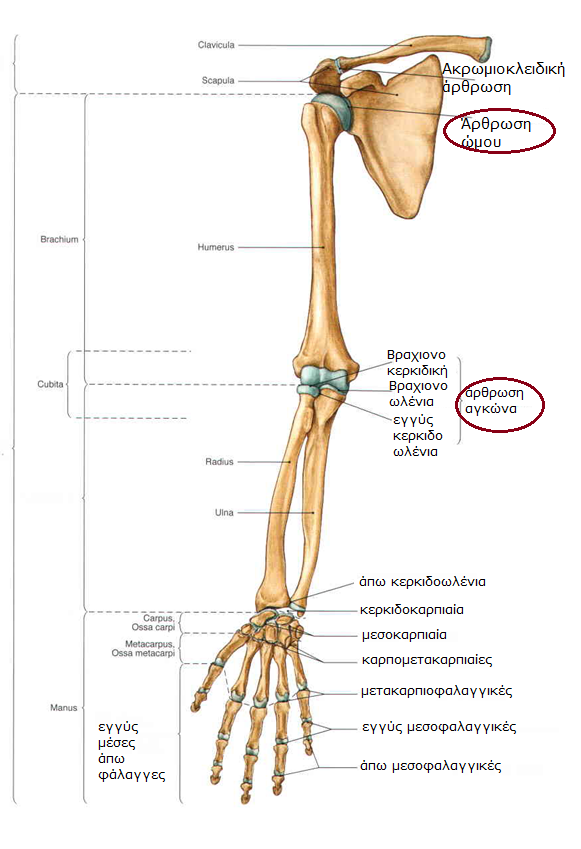 Clavicula
Scapula
Ακρωμιοκλειδική
άρθρωση
Άρθρωση
ώμου
Brachium
Humerus
Βραχιονο
κερκιδική
Βραχιονο
ωλένια
εγγύς
κερκιδο
ωλένια
αρθρωση
αγκώνα
Cubita
Radius
Ulna
άπω κερκιδοωλένια
κερκιδοκαρπιαία
μεσοκαρπιαία
καρπομετακαρπιαίες
Carpus,
Ossa carpi
Metacarpus,
Ossa metacarpi
Manus
μετακαρπιοφαλαγγικές
εγγύς μεσοφαλαγγικές
άπω μεσοφαλαγγικές
εγγύς
μέσες
άπω
φάλαγγες